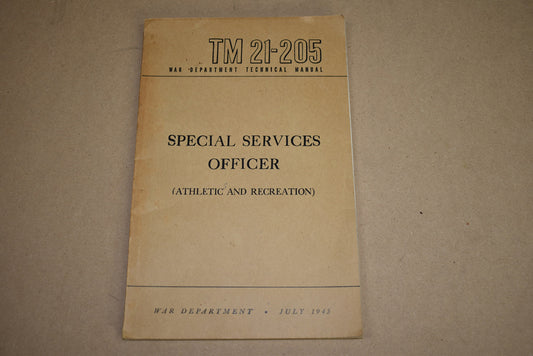 TM 21-205
WAR DEPARTMENT TECHNICAL MANUAL
SPECIAL SERVICES
OFFICER
(ATHLETIC AND RECREATION)
WAR DEPARTMENT • JULY 1945